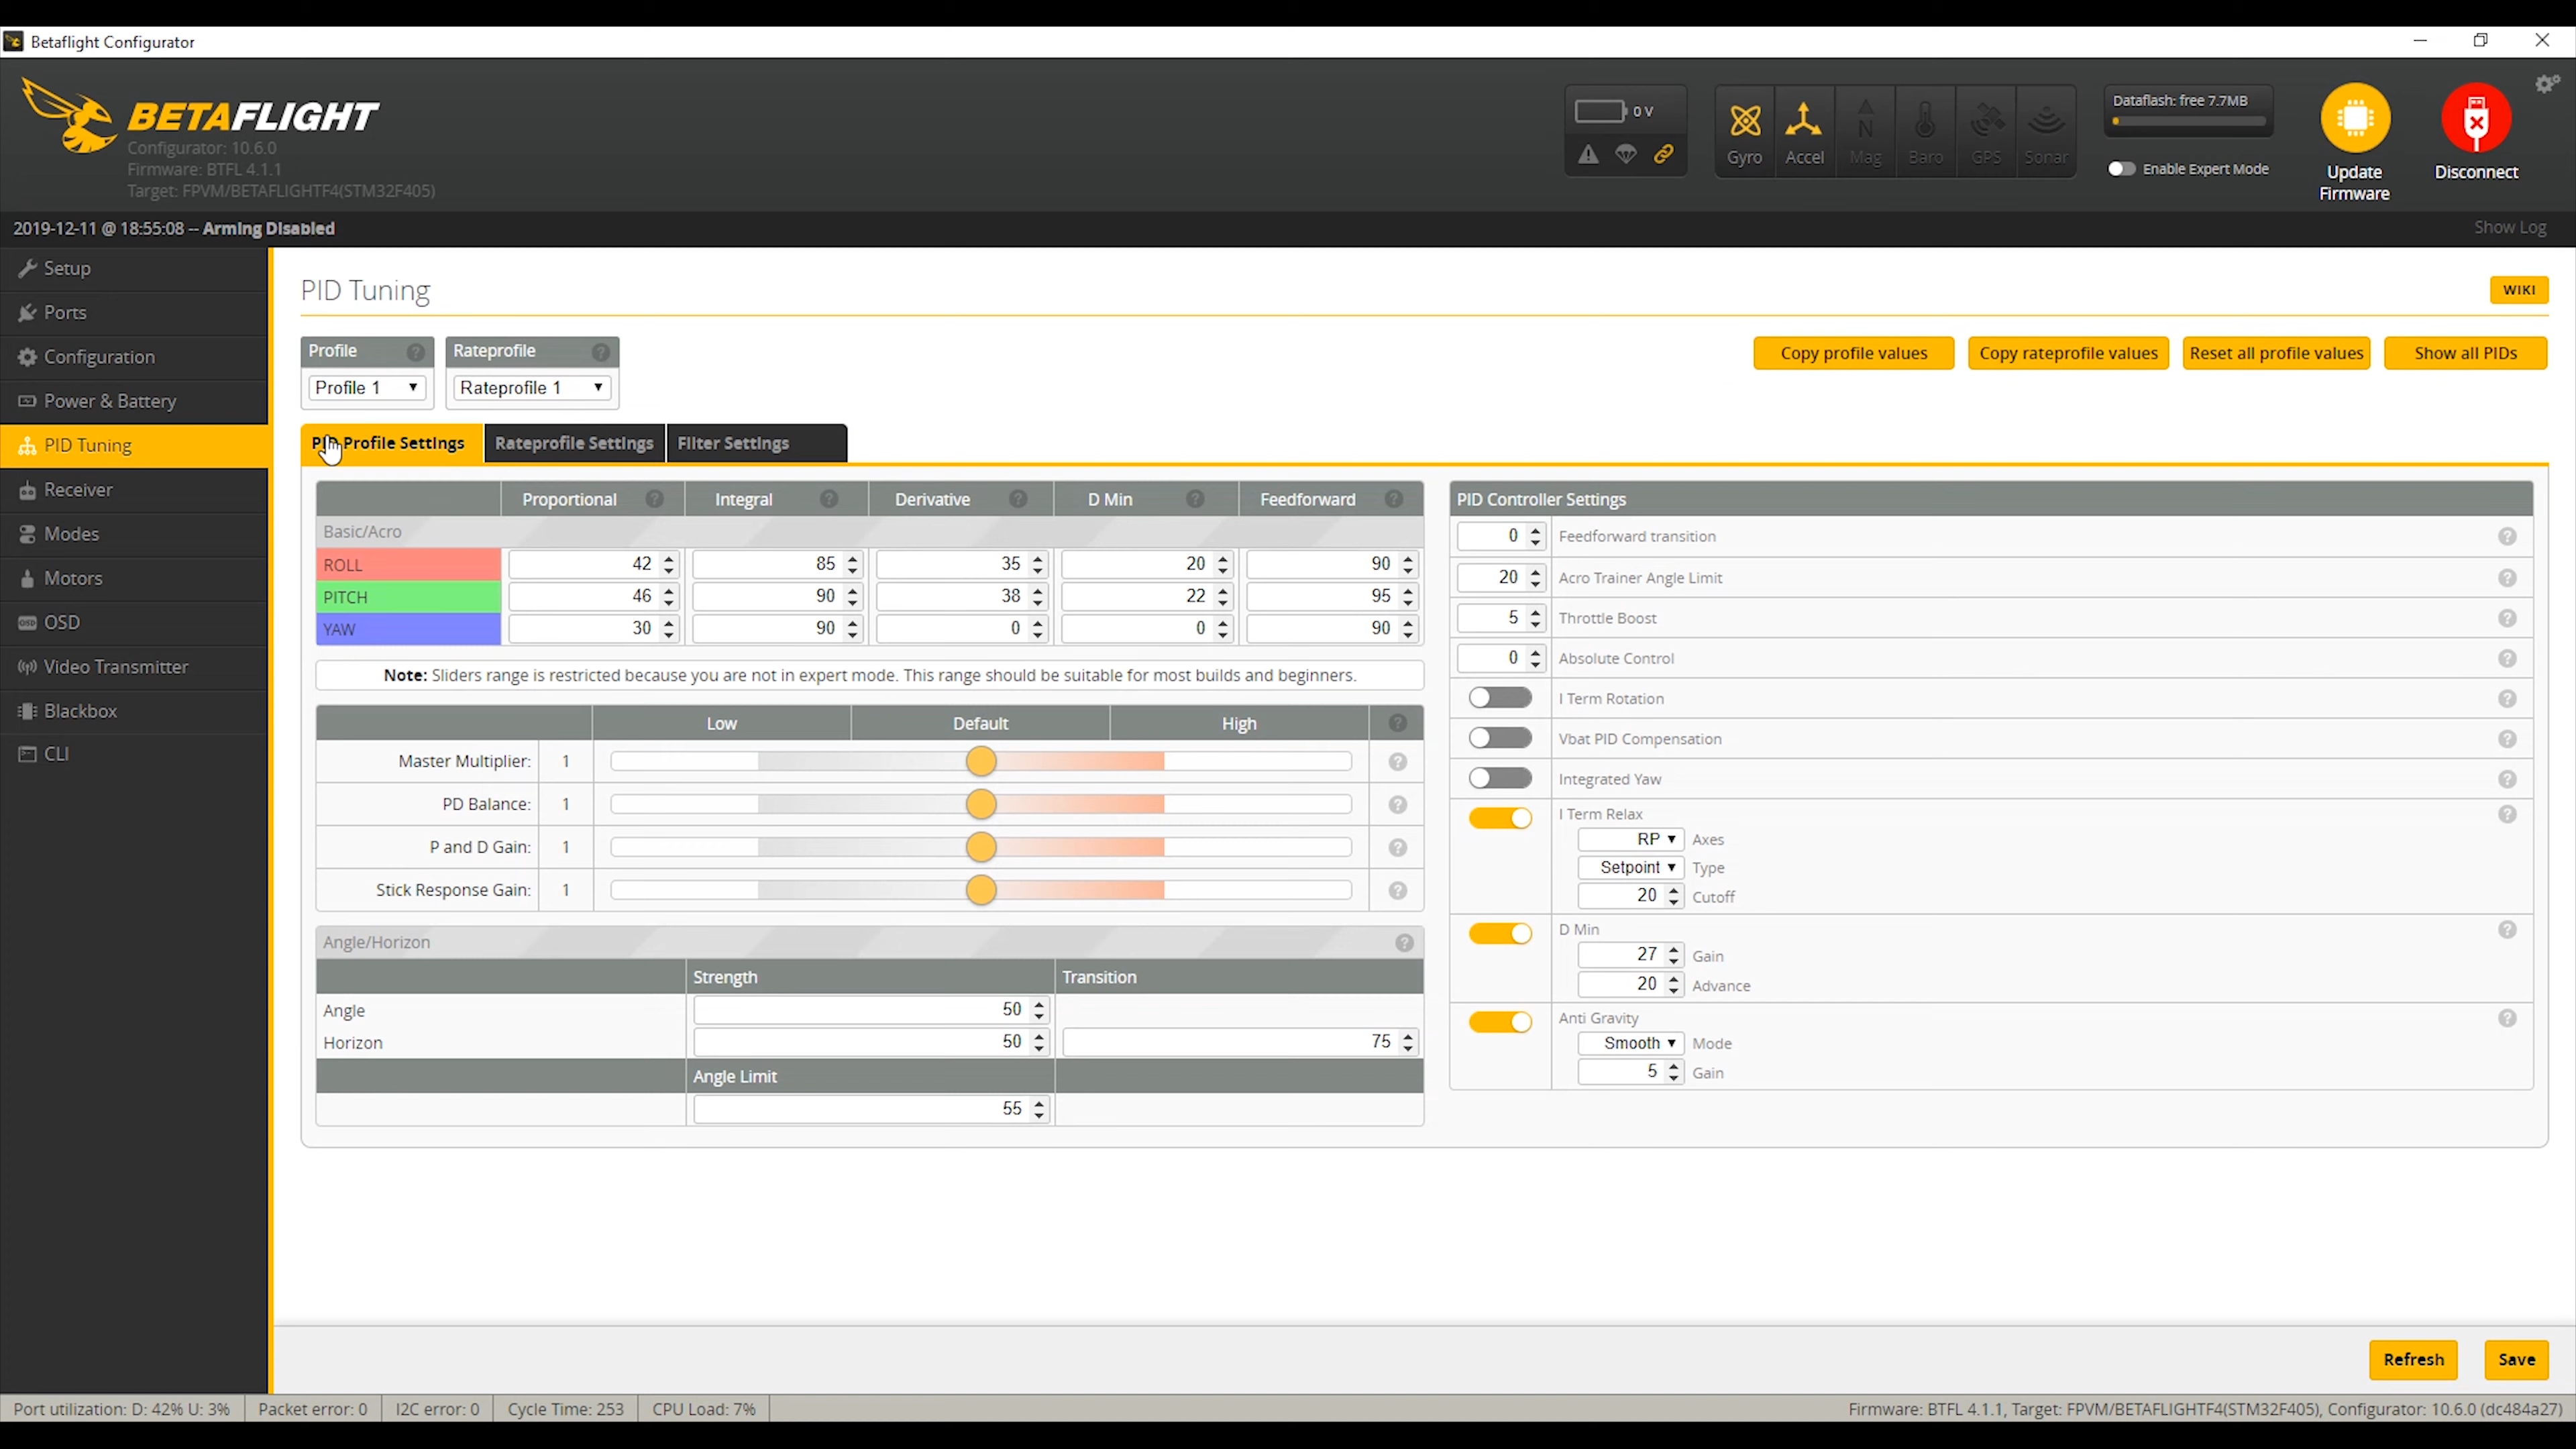 Betaflight Configurator
BETAFLIGHT
Configurator: 10.6.0
Firmware: BTFL 4.1.1
Target: FPVM/BETAFLIGHTF4(STM32F405)
0 V
Gyro
Accel
N
Mag
Baro
GPS
Sonar
Dataflash: free 7.7MB
Enable Expert Mode
Update
Firmware
Disconnect
2019-12-11 @ 18:55:08 -- Arming Disabled
Show Log
Setup
Ports
Configuration
Power & Battery
PID Tuning
Receiver
Modes
Motors
OSD OSD
Video Transmitter
Blackbox
CLI
PID Tuning
WIKI
Profile ?
Rateprofile ?
Profile 1
Rateprofile 1
Copy profile values
Copy rateprofile values
Reset all profile values
Show all PIDs
PID Profile Settings
Rateprofile Settings
Filter Settings
Proportional ? Integral ? Derivative ? D Min ? Feedforward ?
Basic/Acro
ROLL 42 85 35 20 90
PITCH 46 90 38 22 95
YAW 30 90 0 0 90
Note: Sliders range is restricted because you are not in expert mode. This range should be suitable for most builds and beginners.
Low Default High ?
Master Multiplier: 1 ?
PD Balance: 1 ?
P and D Gain: 1 ?
Stick Response Gain: 1 ?
Angle/Horizon ?
Strength Transition
Angle 50
Horizon 50 75
Angle Limit
55
PID Controller Settings
0 Feedforward transition ?
20 Acro Trainer Angle Limit ?
5 Throttle Boost ?
0 Absolute Control ?
I Term Rotation ?
Vbat PID Compensation ?
Integrated Yaw ?
I Term Relax ?
RP Axes
Setpoint Type
20 Cutoff
D Min ?
27 Gain
20 Advance
Anti Gravity ?
Smooth Mode
5 Gain
Refresh
Save
Port utilization: D: 42% U: 3%
Packet error: 0
I2C error: 0
Cycle Time: 253
CPU Load: 7%
Firmware: BTFL 4.1.1, Target: FPVM/BETAFLIGHTF4(STM32F405), Configurator: 10.6.0 (dc484a27)